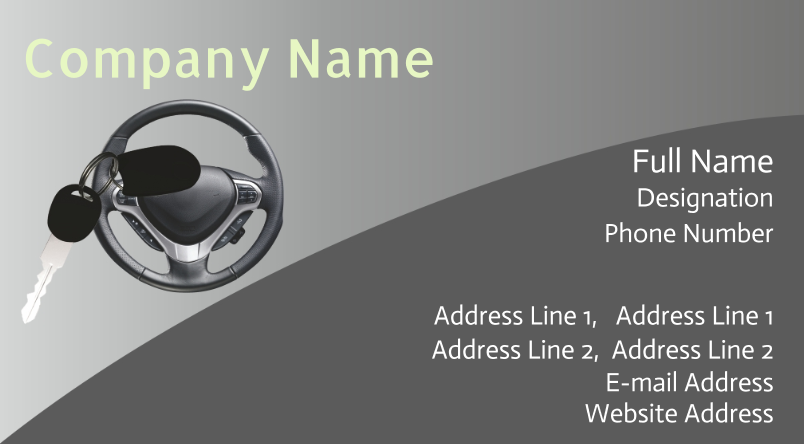 Company Name
Full Name
Designation
Phone Number
Address Line 1,   Address Line 1
Address Line 2,  Address Line 2
E-mail Address
Website Address